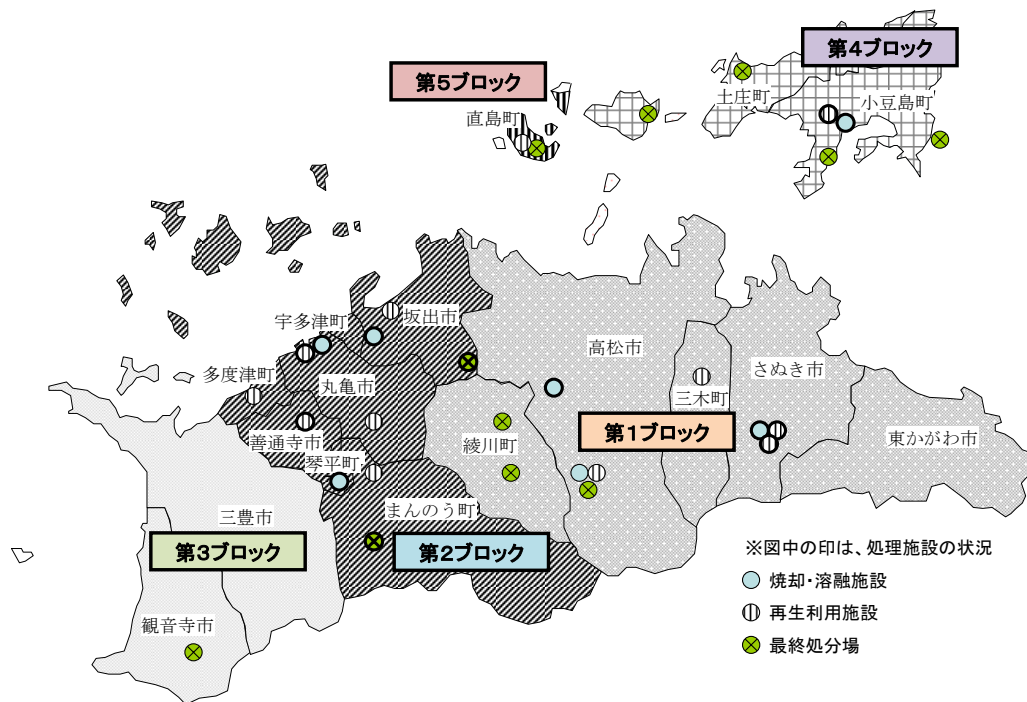 第4ブロック
第5ブロック
土庄町
小豆島町
直島町
宇多津町
坂出市
高松市
多度津町
丸亀市
さぬき市
三木町
善通寺市
第1ブロック
綾川町
東かがわ市
琴平町
まんのう町
三豊市
第3ブロック
第2ブロック
※図中の印は、処理施設の状況
焼却・溶融施設
再生利用施設
観音寺市
最終処分場